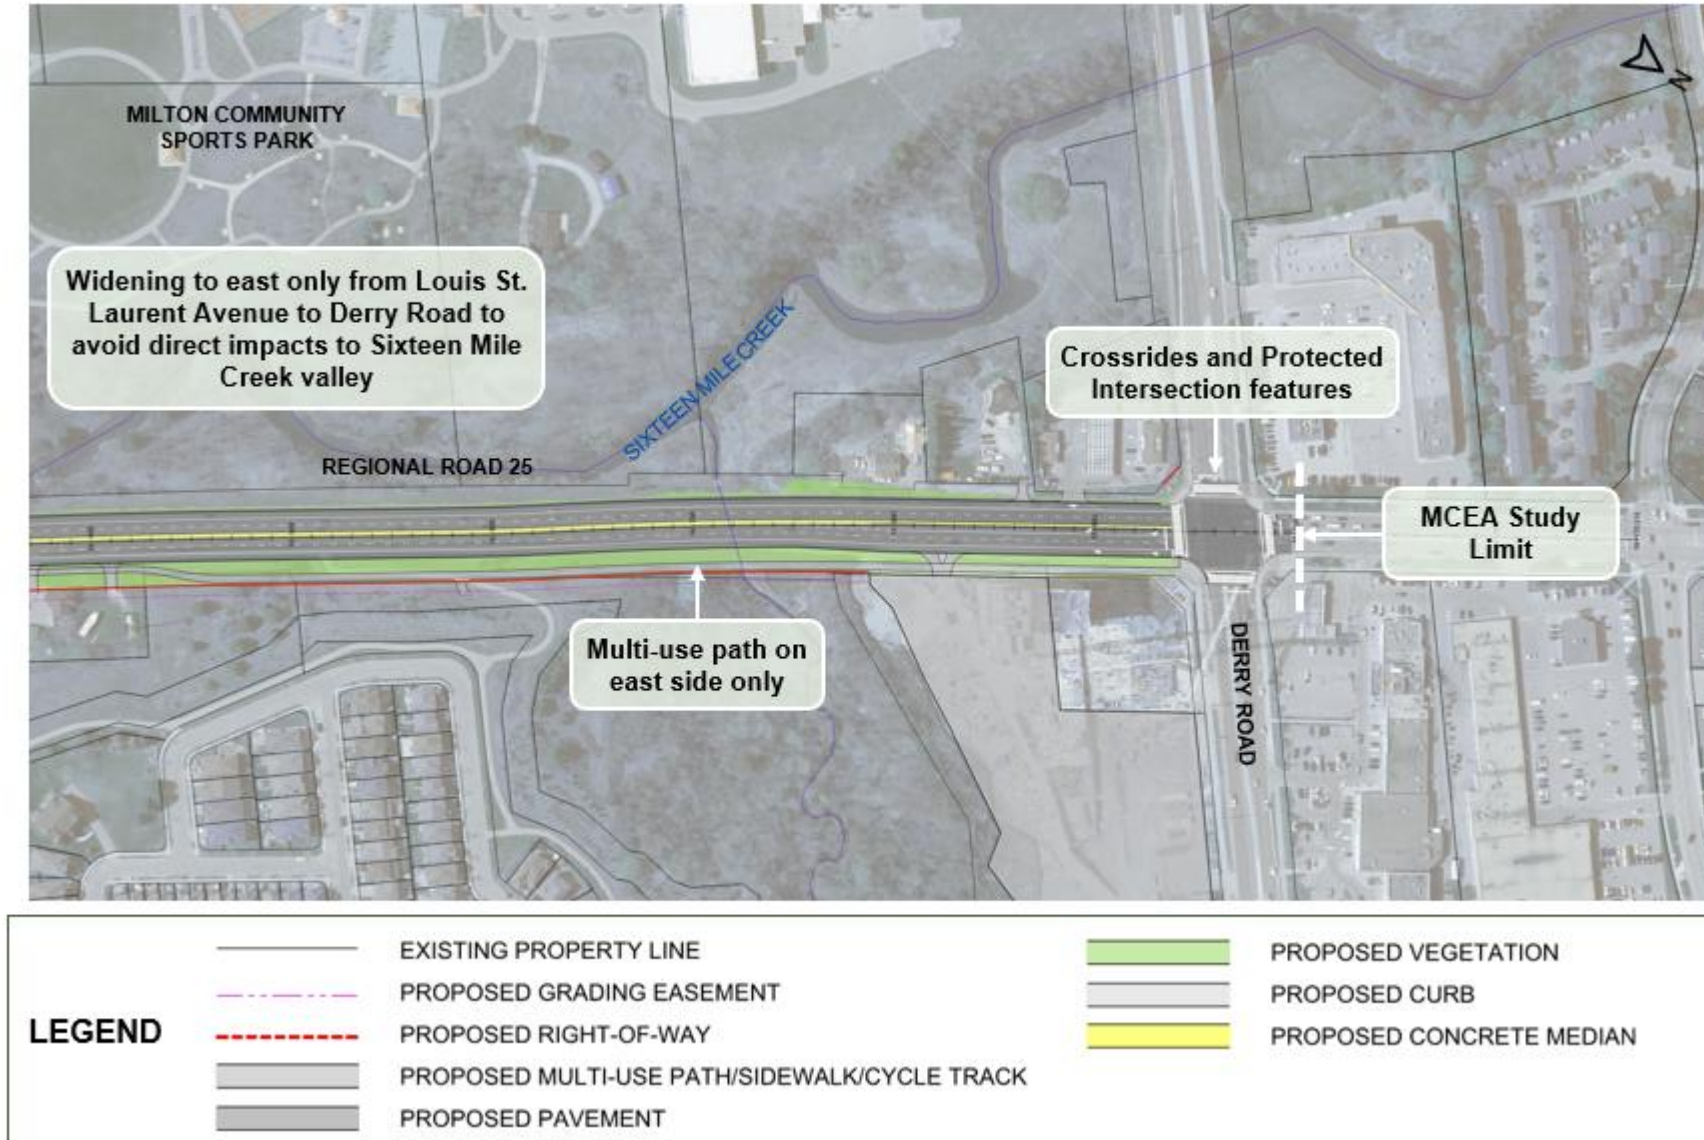 MILTON COMMUNITY
SPORTS PARK
N
Widening to east only from Louis St.
Laurent Avenue to Derry Road to
avoid direct impacts to Sixteen Mile
Creek valley
SIXTEEN MILE CREEK
Crossrides and Protected
Intersection features
REGIONAL ROAD 25
MCEA Study
Limit
Multi-use path on
east side only
DERRY ROAD
LEGEND
EXISTING PROPERTY LINE
PROPOSED GRADING EASEMENT
PROPOSED RIGHT-OF-WAY
PROPOSED MULTI-USE PATH/SIDEWALK/CYCLE TRACK
PROPOSED PAVEMENT
PROPOSED VEGETATION
PROPOSED CURB
PROPOSED CONCRETE MEDIAN